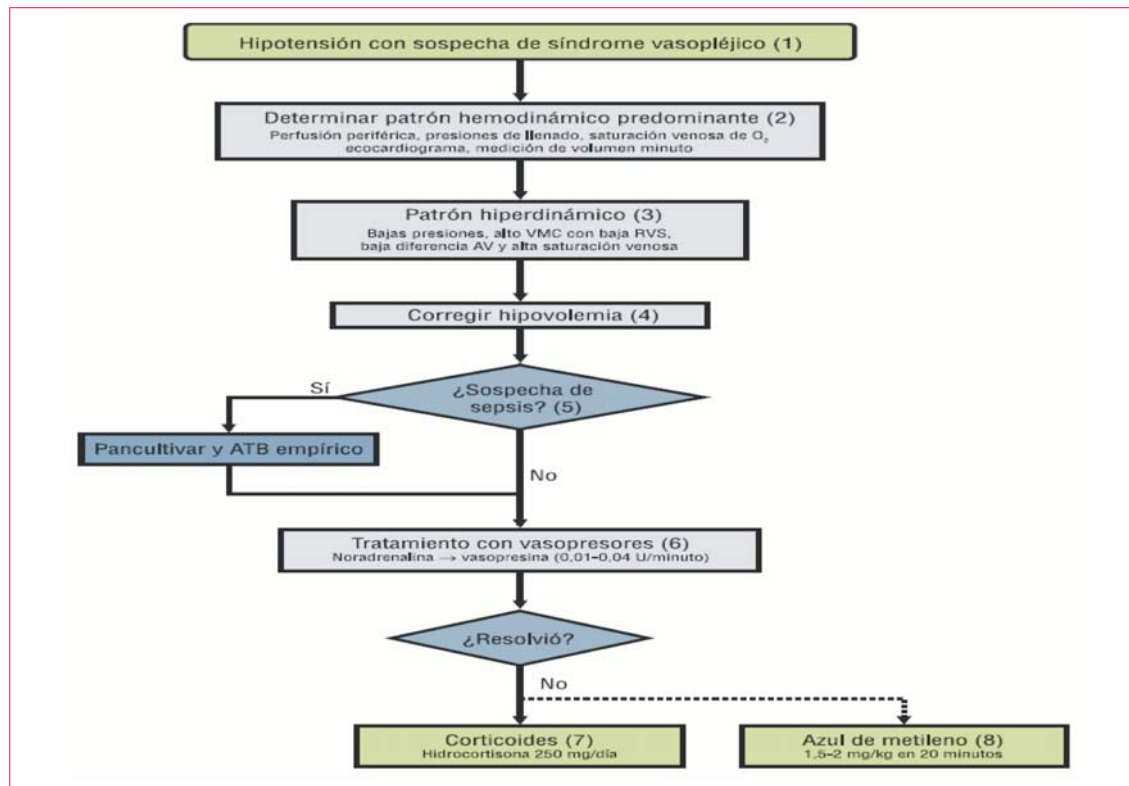 Hipotensión con sospecha de síndrome vasopléjico (1)
Determinar patrón hemodinámico predominante (2)
Perfusión periférica, presiones de llenado, saturación venosa de O₂
ecocardiograma, medición de volumen minuto
Patrón hiperdinámico (3)
Bajas presiones, alto VMC con baja RVS,
baja diferencia AV y alta saturación venosa
Corregir hipovolemia (4)
Sí
¿Sospecha de
sepsis? (5)
Pancultivar y ATB empírico
No
Tratamiento con vasopresores (6)
Noradrenalina → vasopresina (0,01–0,04 U/minuto)
¿Resolvió?
No
Corticoides (7)
Hidrocortisona 250 mg/día
Azul de metileno (8)
1,5–2 mg/kg en 20 minutos